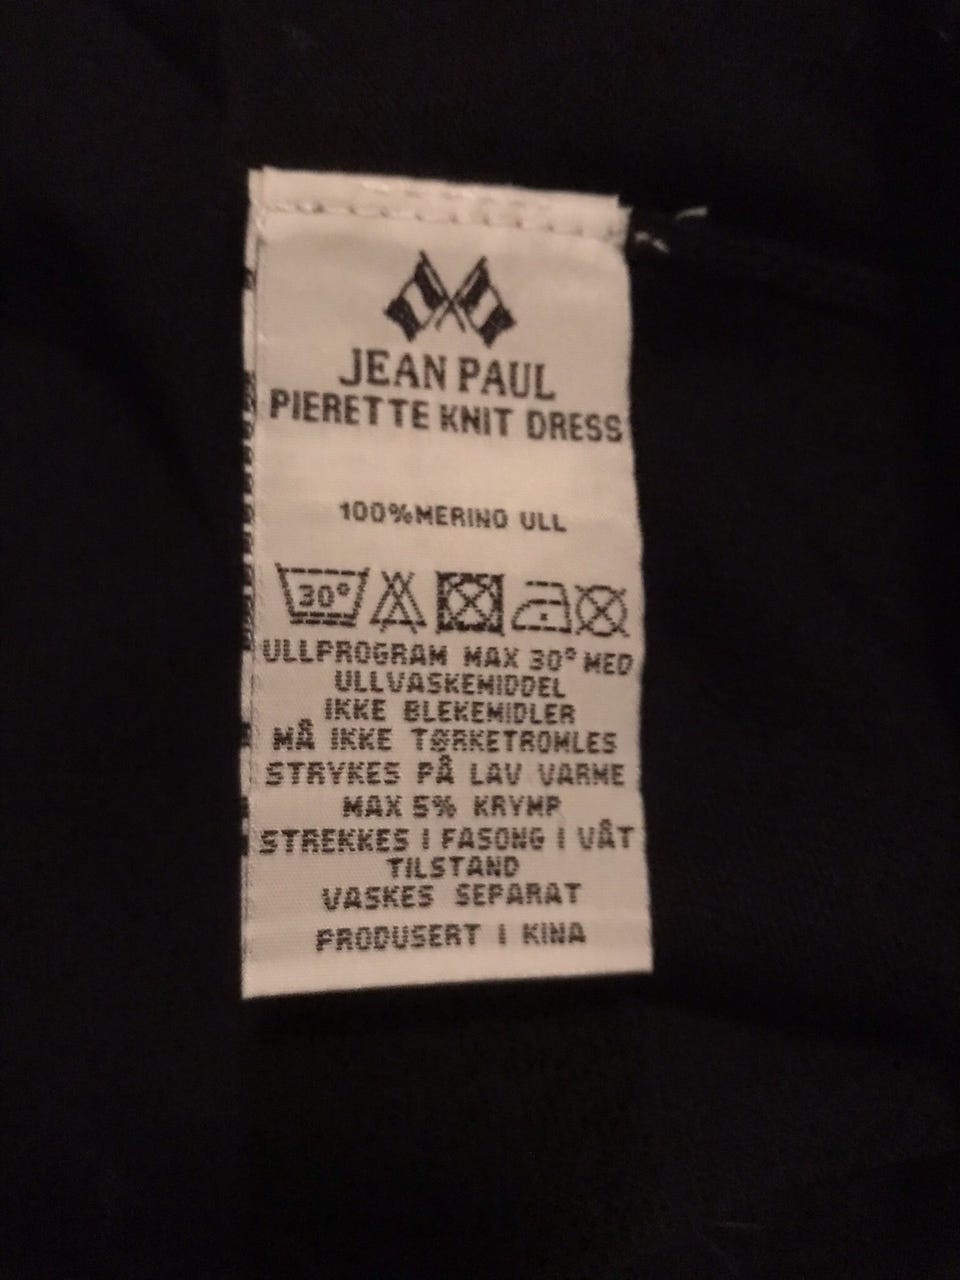 JEAN PAUL
PIERETTE KNIT DRESS
100%MERINO ULL
30°
ULLPROGRAM MAX 30° MED
ULLVASKEMIDDEL
IKKE BLEKEMIDLER
MÅ IKKE TØRKETROMLES
STRYKES PÅ LAV VARME
MAX 5% KRYMP
STREKKES I FASONG I VÅT
TILSTAND
VASKES SEPARAT
PRODUSERT I KINA